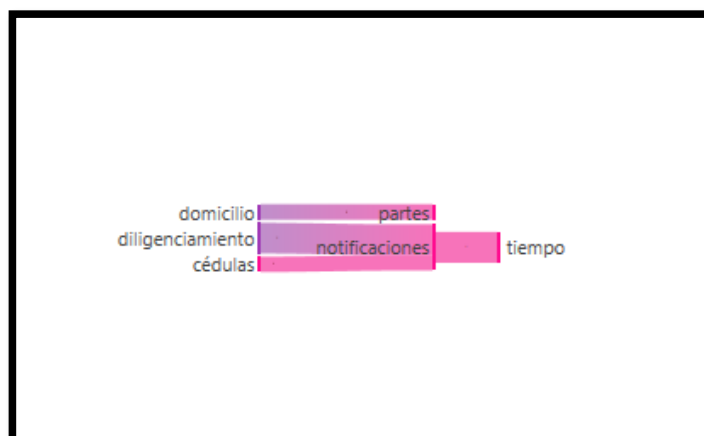 domicilio
partes
diligenciamiento
notificaciones
tiempo
cédulas